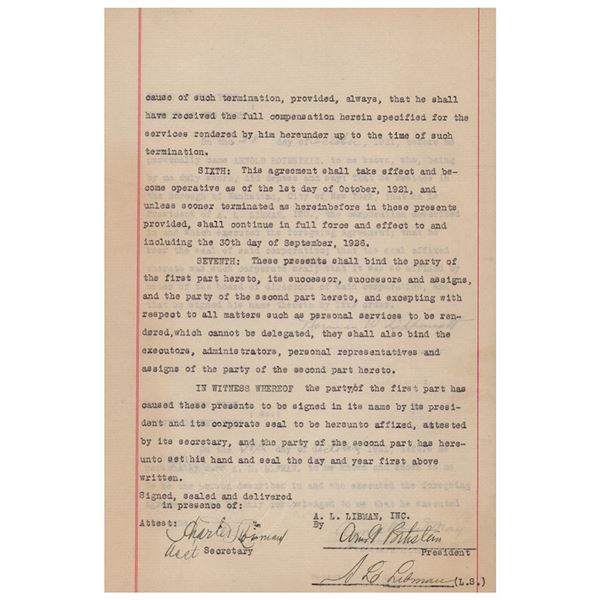 cause of such termination, provided, always, that he shall
have received the full compensation herein specified for the
services rendered by him hereunder up to the time of such
termination.
SIXTH: This agreement shall take effect and be-
come operative as of the 1st day of October, 1921, and
unless sooner terminated as hereinbefore in these presents
provided, shall continue in full force and effect to and
including the 30th day of September, 1926.
SEVENTH: These presents shall bind the party of
the first part hereto, its successor, successors and assigns,
and the party of the second part hereto, and excepting with
respect to all matters such as personal services to be ren-
dered,which cannot be delegated, they shall also bind the
executors, administrators, personal representatives and
assigns of the party of the second part hereto.
IN WITNESS WHEREOF the party of the first part has
caused these presents to be signed in its name by its presi-
dent and its corporate seal to be hereunto affixed, attested
by its secretary, and the party of the second part has here-
unto set his hand and seal the day and year first above
written.
Signed, sealed and delivered
in presence of:
A. L. LIBMAN, INC.
Attest:
By
Asst Secretary
President
A L Libman (L.S.)